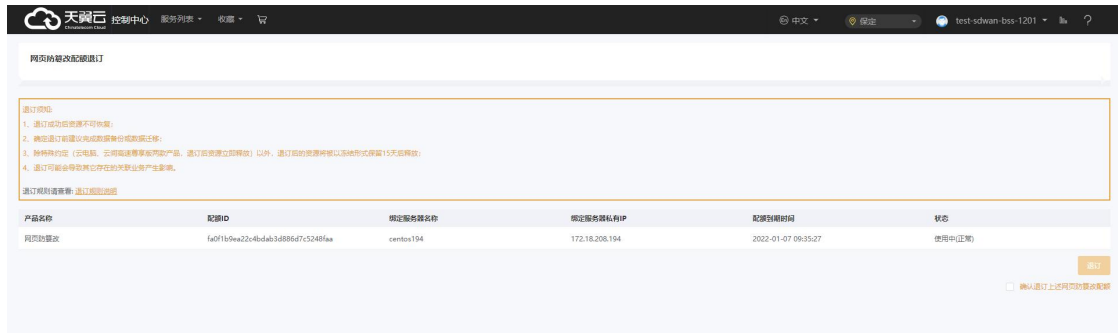 天翼云 控制中心 服务列表 收藏 中文 保定 test-sdwan-bss-1201
Chinatelecom Cloud
网页防篡改配额退订
退订须知:
1、退订成功后资源不可恢复;
2、确定退订前建议完成数据备份或数据迁移;
3、除特殊约定（云电脑、云间高速尊享版两款产品，退订后资源立即释放）以外，退订后的资源将被以冻结形式保留15天后释放;
4、退订可能会导致其它存在的关联业务产生影响。
退订规则请查看: 退订规则说明
产品名称 配额ID 绑定服务器名称 绑定服务器私有IP 配额到期时间 状态
网页防篡改 fa0f1b9ea22c4bdab3d886d7c5248faa centos194 172.18.208.194 2022-01-07 09:35:27 使用中(正常)
退订
确认退订上述网页防篡改配额